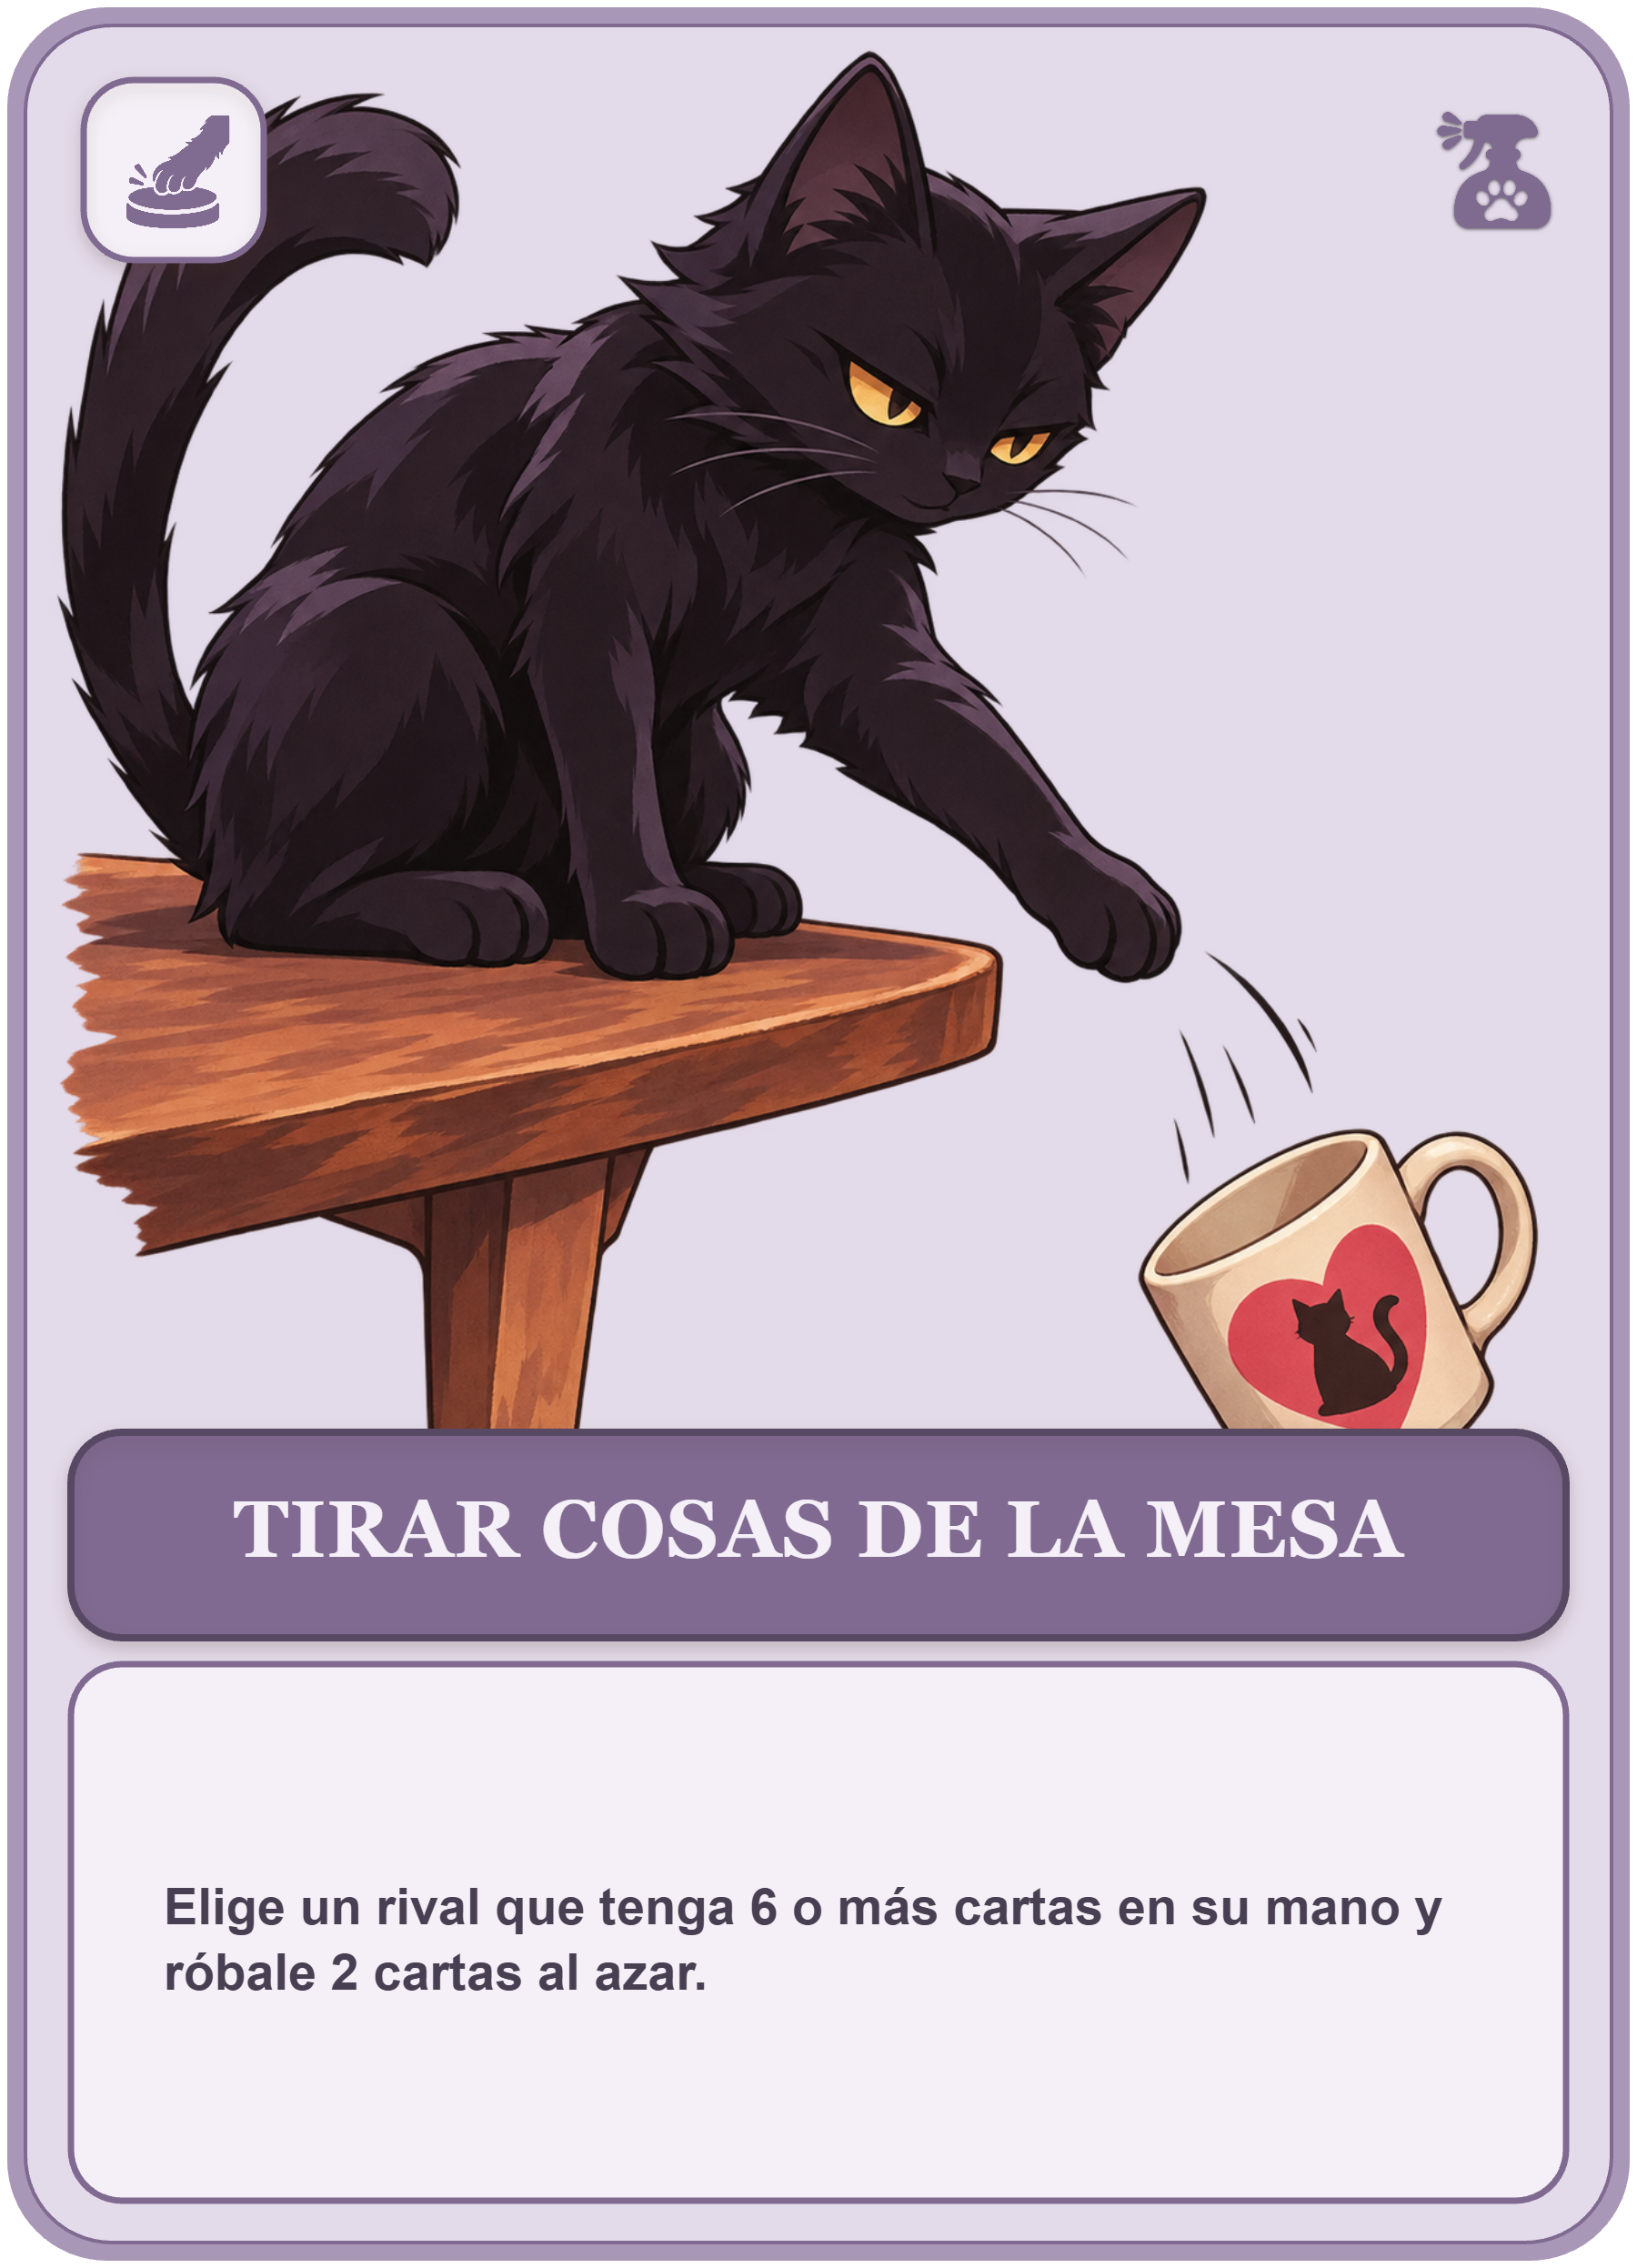 TIRAR COSAS DE LA MESA
Elige un rival que tenga 6 o más cartas en su mano y
róbale 2 cartas al azar.